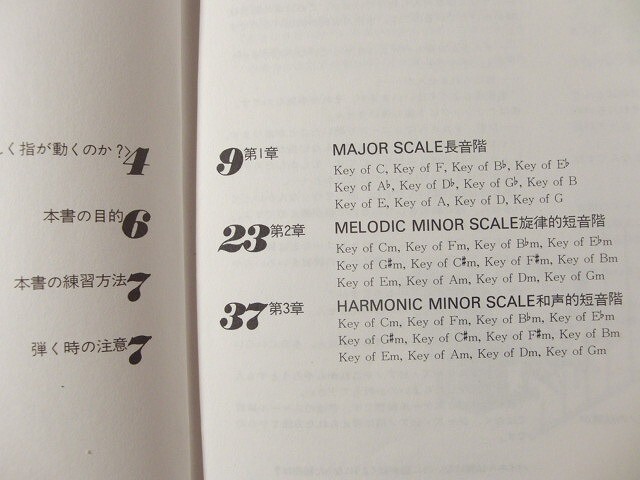 く指が動くのか?〉4
本書の目的 6
本書の練習方法 7
弾く時の注意 7
9 第1章 MAJOR SCALE長音階
Key of C, Key of F, Key of B♭, Key of E♭
Key of A♭, Key of D♭, Key of G♭, Key of B
Key of E, Key of A, Key of D, Key of G
23 第2章 MELODIC MINOR SCALE旋律的短音階
Key of Cm, Key of Fm, Key of B♭m, Key of E♭m
Key of G♯m, Key of C♯m, Key of F♯m, Key of Bm
Key of Em, Key of Am, Key of Dm, Key of Gm
37 第3章 HARMONIC MINOR SCALE和声的短音階
Key of Cm, Key of Fm, Key of B♭m, Key of E♭m
Key of G♯m, Key of C♯m, Key of F♯m, Key of Bm
Key of Em, Key of Am, Key of Dm, Key of Gm